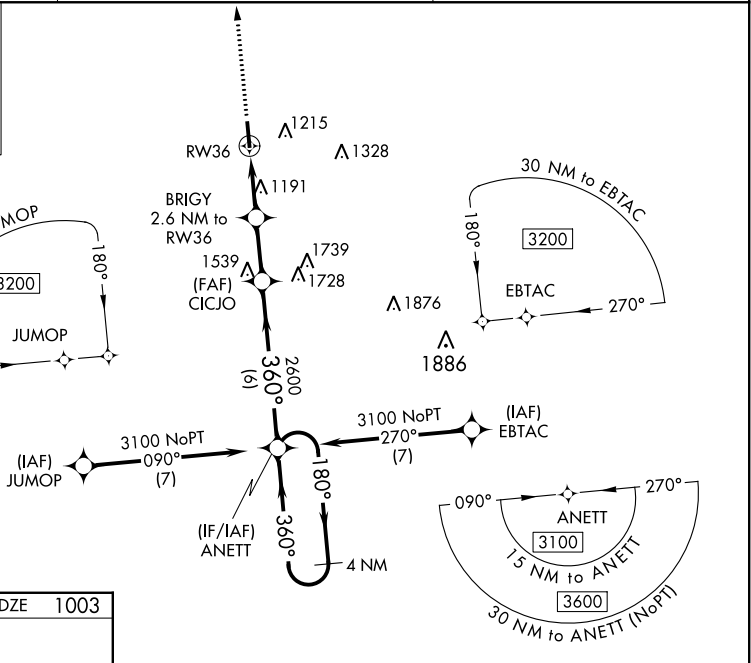 RW36
1215
1328
1191
BRIGY
2.6 NM to
RW36
1539
1739
1728
(FAF)
CICJO
1876
1886
MOP
180°
3200
JUMOP
30 NM to EBTAC
180°
3200
EBTAC
270°
2600
360°
(6)
3100 NoPT
090°
(7)
(IAF)
JUMOP
3100 NoPT
270°
(7)
(IAF)
EBTAC
(IF/IAF)
ANETT
360°
180°
4 NM
090°
270°
ANETT
3100
15 NM to ANETT
3600
30 NM to ANETT (NoPT)
DZE 1003